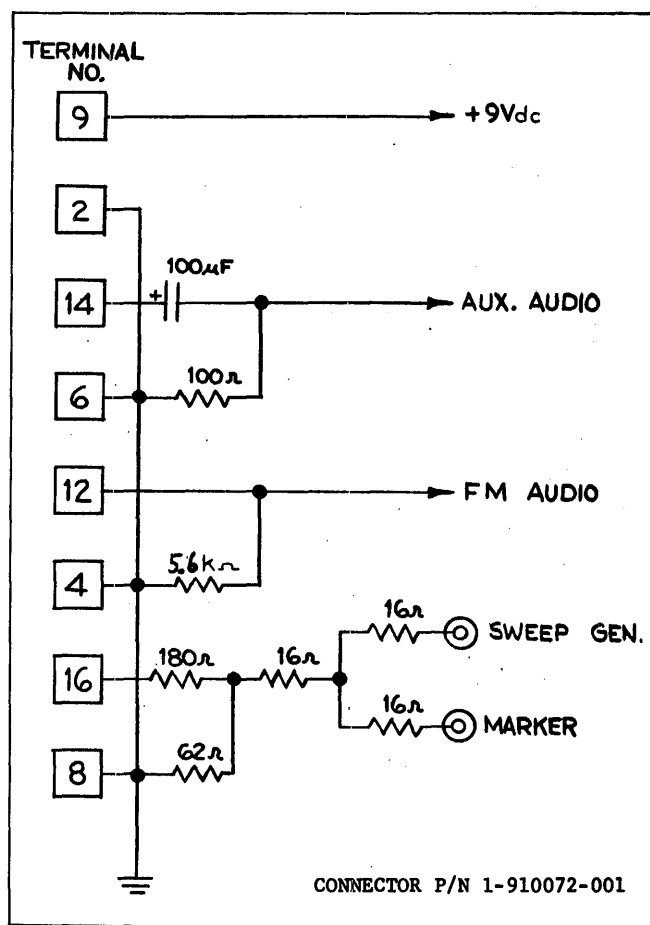 TERMINAL
NO.
9
+9Vdc
2
100μF
14
+
AUX. AUDIO
100Ω
6
12
FM AUDIO
5.6kΩ
4
16Ω
SWEEP GEN.
180Ω
16Ω
16
16Ω
MARKER
62Ω
8
CONNECTOR P/N 1-910072-001